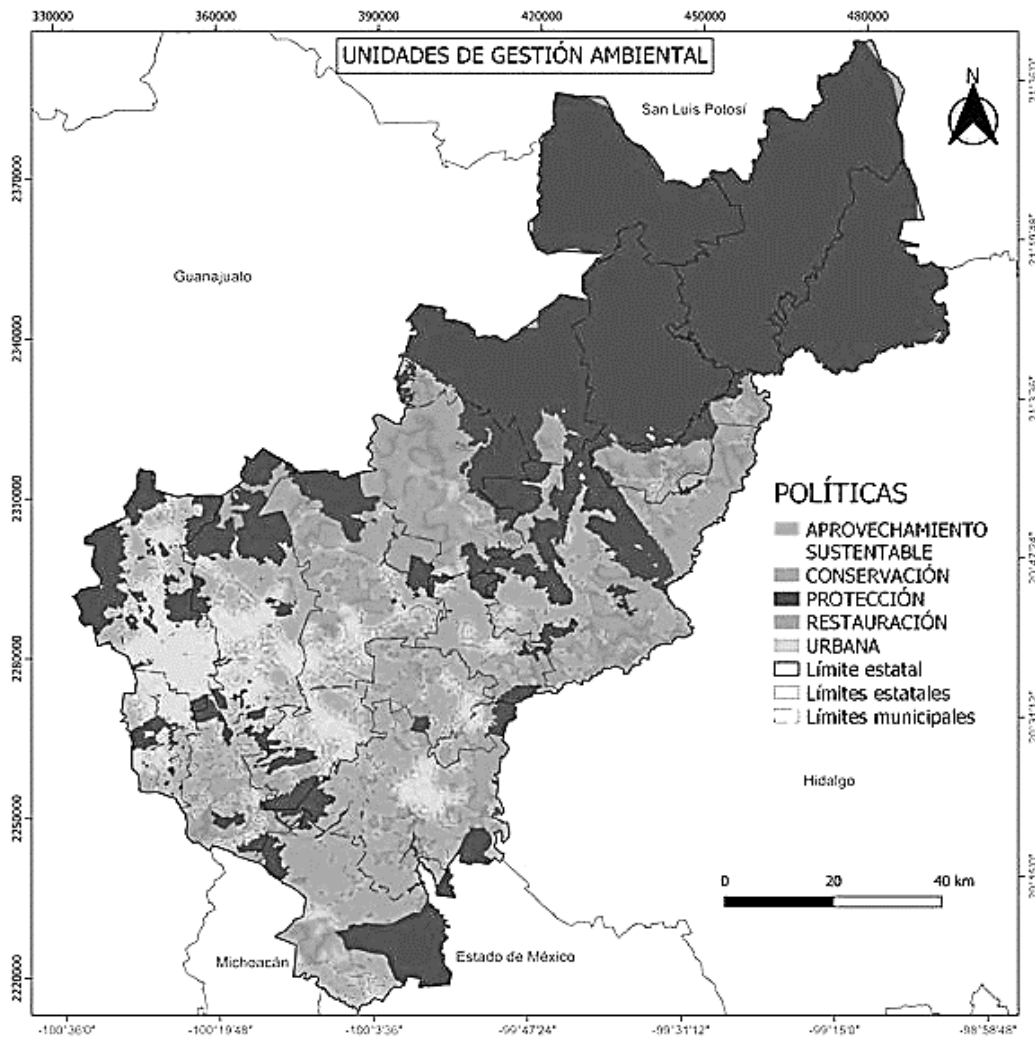 330000 360000 390000 420000 450000 480000
UNIDADES DE GESTIÓN AMBIENTAL
N
San Luis Potosí
2370000
Guanajuato
2340000
2310000
POLÍTICAS
APROVECHAMIENTO
SUSTENTABLE
CONSERVACIÓN
PROTECCIÓN
RESTAURACIÓN
URBANA
Límite estatal
Límites estatales
Límites municipales
2280000
Hidalgo
2250000
0 20 40 km
Michoacán
Estado de México
2220000
-100°36'0" -100°19'48" -100°3'36" -99°47'24" -99°31'12" -99°15'0" -98°58'48"